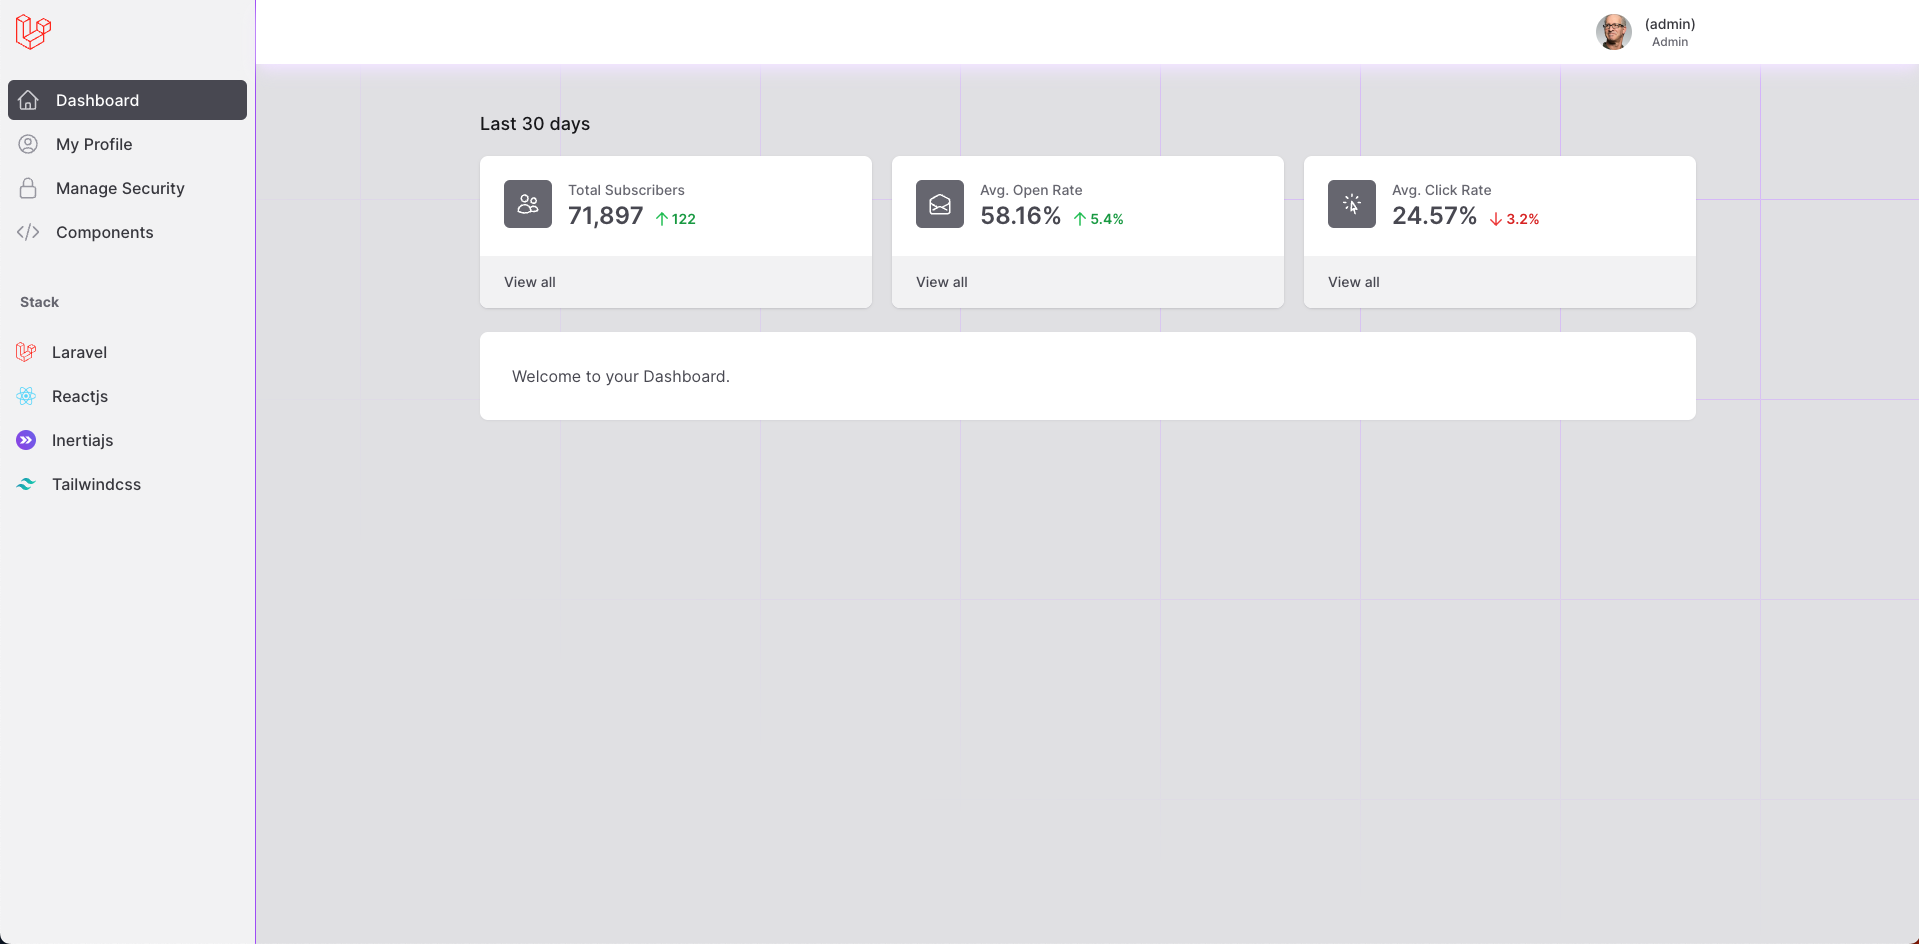 (admin)
Admin
Dashboard
My Profile
Manage Security
Components
Stack
Laravel
Reactjs
Inertiajs
Tailwindcss
Last 30 days
Total Subscribers
71,897 122
View all
Avg. Open Rate
58.16% 5.4%
View all
Avg. Click Rate
24.57% 3.2%
View all
Welcome to your Dashboard.